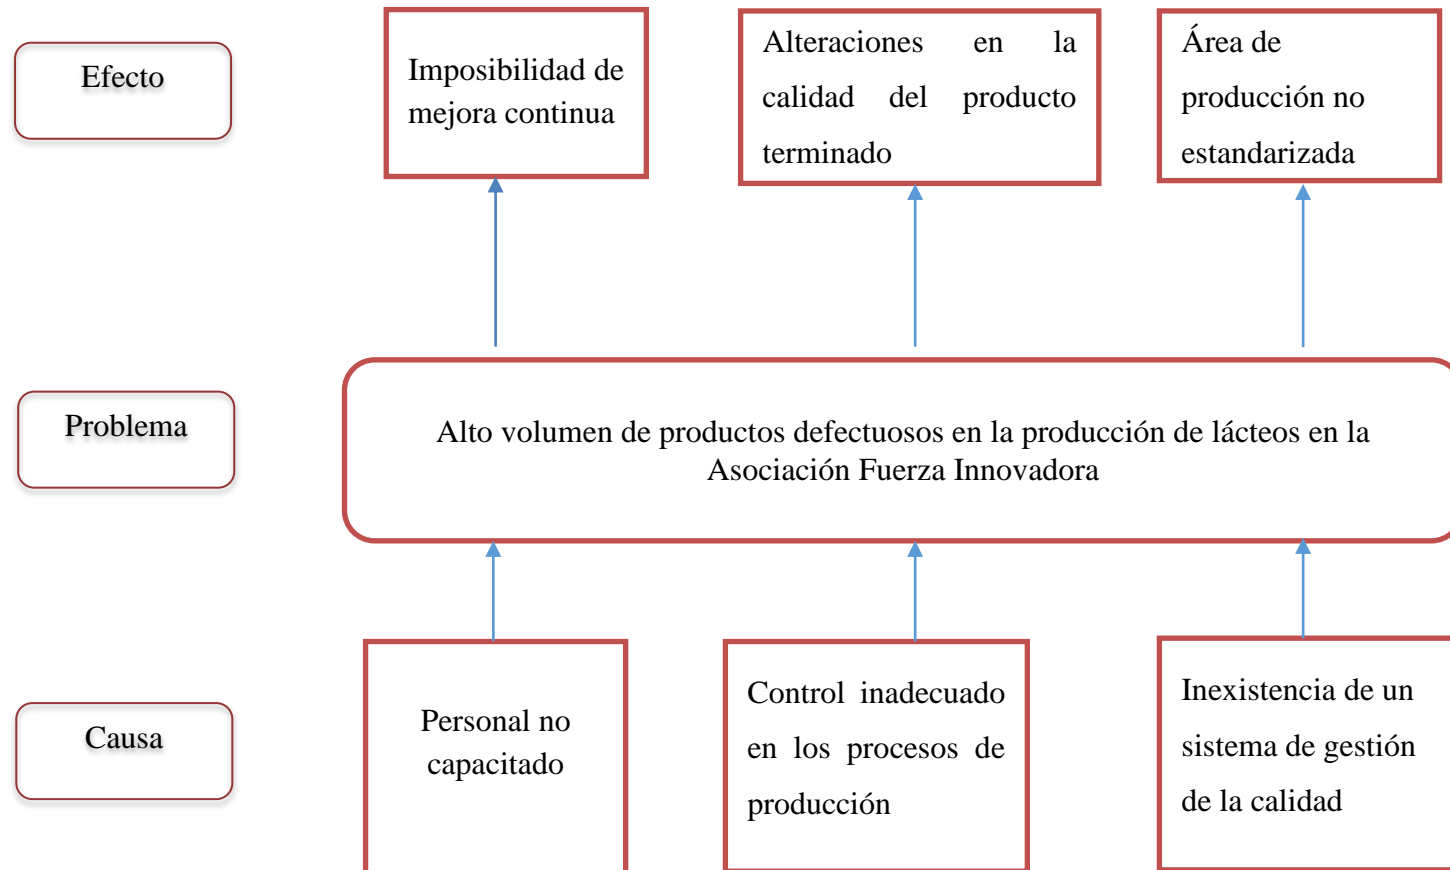 Efecto
Imposibilidad de
mejora continua
Alteraciones en la
calidad del producto
terminado
Área de
producción no
estandarizada
Problema
Alto volumen de productos defectuosos en la producción de lácteos en la
Asociación Fuerza Innovadora
Causa
Personal no
capacitado
Control inadecuado
en los procesos de
producción
Inexistencia de un
sistema de gestión
de la calidad